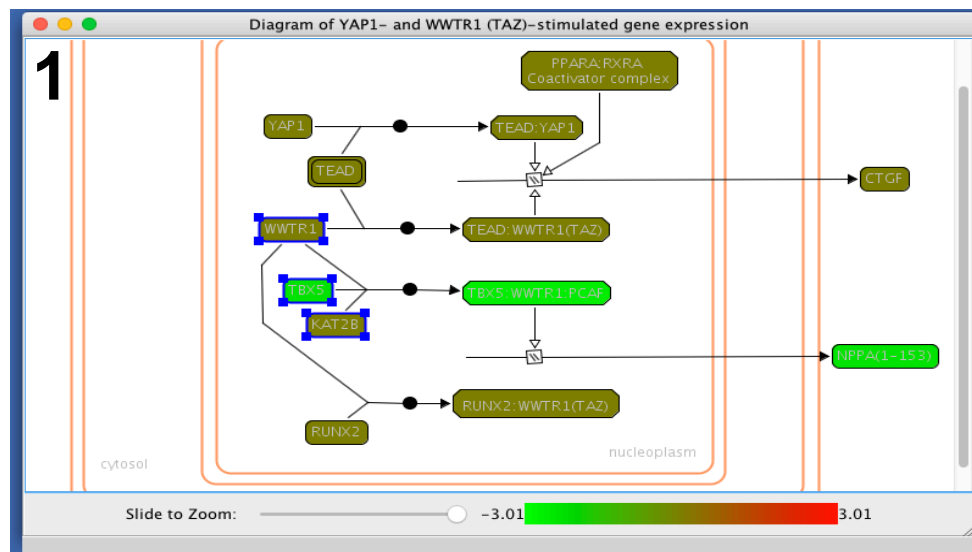 Diagram of YAP1- and WWTR1 (TAZ)-stimulated gene expression
1
PPARA:RXRA
Coactivator complex
YAP1
TEAD:YAP1
TEAD
CTGF
WWTR1
TEAD:WWTR1(TAZ)
TBX5
TBX5:WWTR1:PCAF
KAT2B
NPPA(1-153)
RUNX2:WWTR1(TAZ)
RUNX2
nucleoplasm
cytosol
Slide to Zoom:
-3.01
3.01